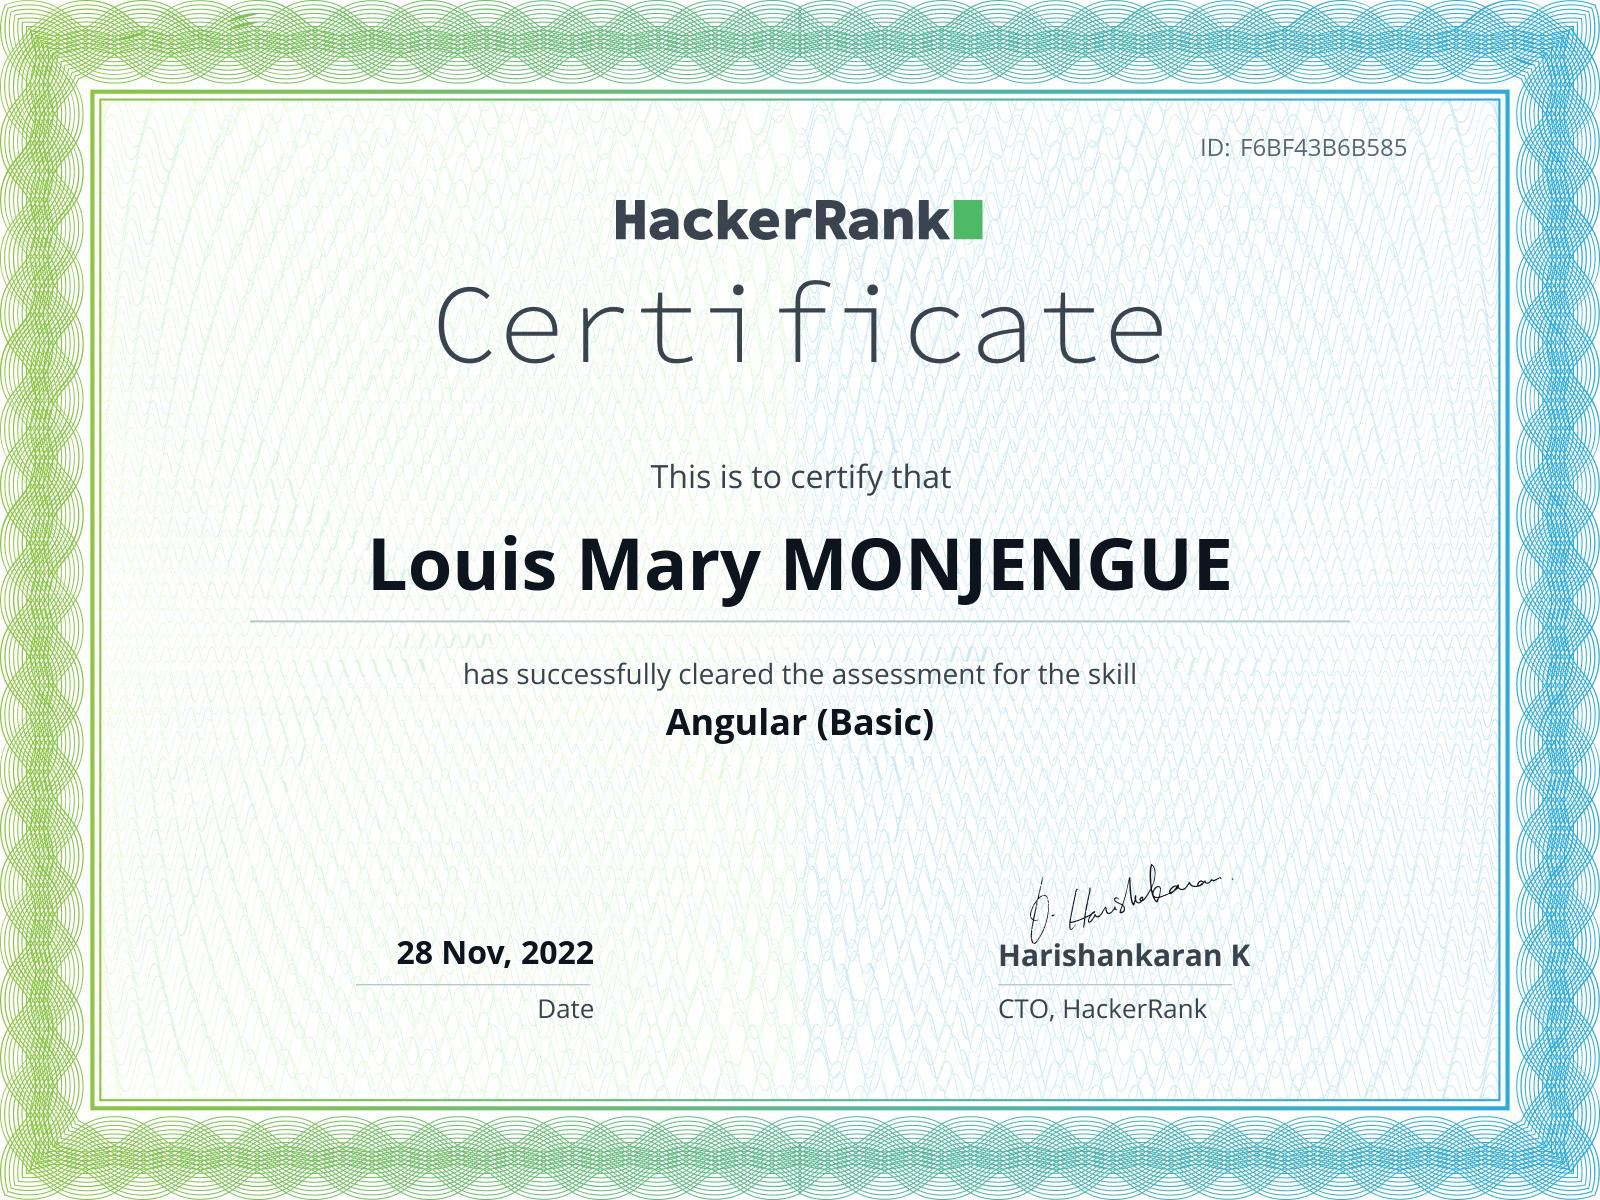 ID: F6BF43B6B585
HackerRank
Certificate
This is to certify that
Louis Mary MONJENGUE
has successfully cleared the assessment for the skill
Angular (Basic)
28 Nov, 2022
Date
Harishankaran K
CTO, HackerRank